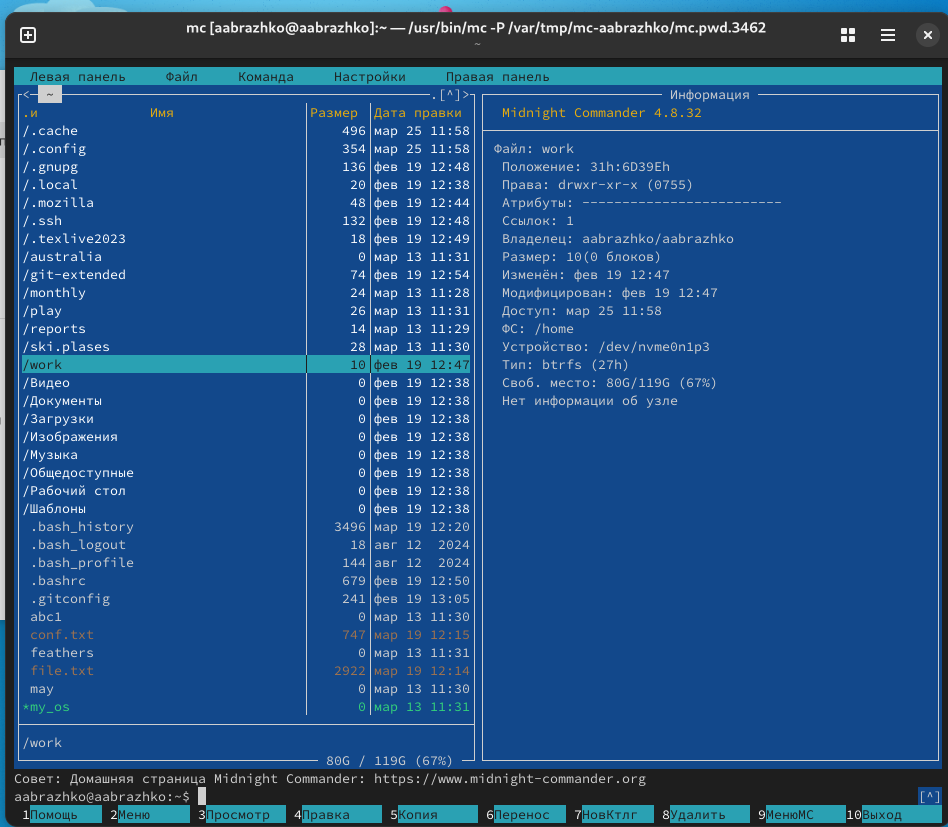 mc [aabrazhko@aabrazhko]:~ — /usr/bin/mc -P /var/tmp/mc-aabrazhko/mc.pwd.3462
~
Левая панель Файл Команда Настройки Правая панель
<─ ~ .[^]>
.и Имя Размер Дата правки
/.cache 496 мар 25 11:58
/.config 354 мар 25 11:58
/.gnupg 136 фев 19 12:48
/.local 20 фев 19 12:38
/.mozilla 48 фев 19 12:44
/.ssh 132 фев 19 12:48
/.texlive2023 18 фев 19 12:49
/australia 0 мар 13 11:31
/git-extended 74 фев 19 12:54
/monthly 24 мар 13 11:28
/play 26 мар 13 11:31
/reports 14 мар 13 11:29
/ski.plases 28 мар 13 11:30
/work 10 фев 19 12:47
/Видео 0 фев 19 12:38
/Документы 0 фев 19 12:38
/Загрузки 0 фев 19 12:38
/Изображения 0 фев 19 12:38
/Музыка 0 фев 19 12:38
/Общедоступные 0 фев 19 12:38
/Рабочий стол 0 фев 19 12:38
/Шаблоны 0 фев 19 12:38
.bash_history 3496 мар 19 12:20
.bash_logout 18 авг 12 2024
.bash_profile 144 авг 12 2024
.bashrc 679 фев 19 12:50
.gitconfig 241 фев 19 13:05
abc1 0 мар 13 11:30
conf.txt 747 мар 19 12:15
feathers 0 мар 13 11:31
file.txt 2922 мар 19 12:14
may 0 мар 13 11:30
*my_os 0 мар 13 11:31
/work
80G / 119G (67%)
Информация
Midnight Commander 4.8.32
Файл: work
Положение: 31h:6D39Eh
Права: drwxr-xr-x (0755)
Атрибуты: -------------------------
Ссылок: 1
Владелец: aabrazhko/aabrazhko
Размер: 10(0 блоков)
Изменён: фев 19 12:47
Модифицирован: фев 19 12:47
Доступ: мар 25 11:58
ФС: /home
Устройство: /dev/nvme0n1p3
Тип: btrfs (27h)
Своб. место: 80G/119G (67%)
Нет информации об узле
Совет: Домашняя страница Midnight Commander: https://www.midnight-commander.org
aabrazhko@aabrazhko:~$ [^]
1Помощь 2Меню 3Просмотр 4Правка 5Копия 6Перенос 7НовКтлг 8Удалить 9МенюMC 10Выход